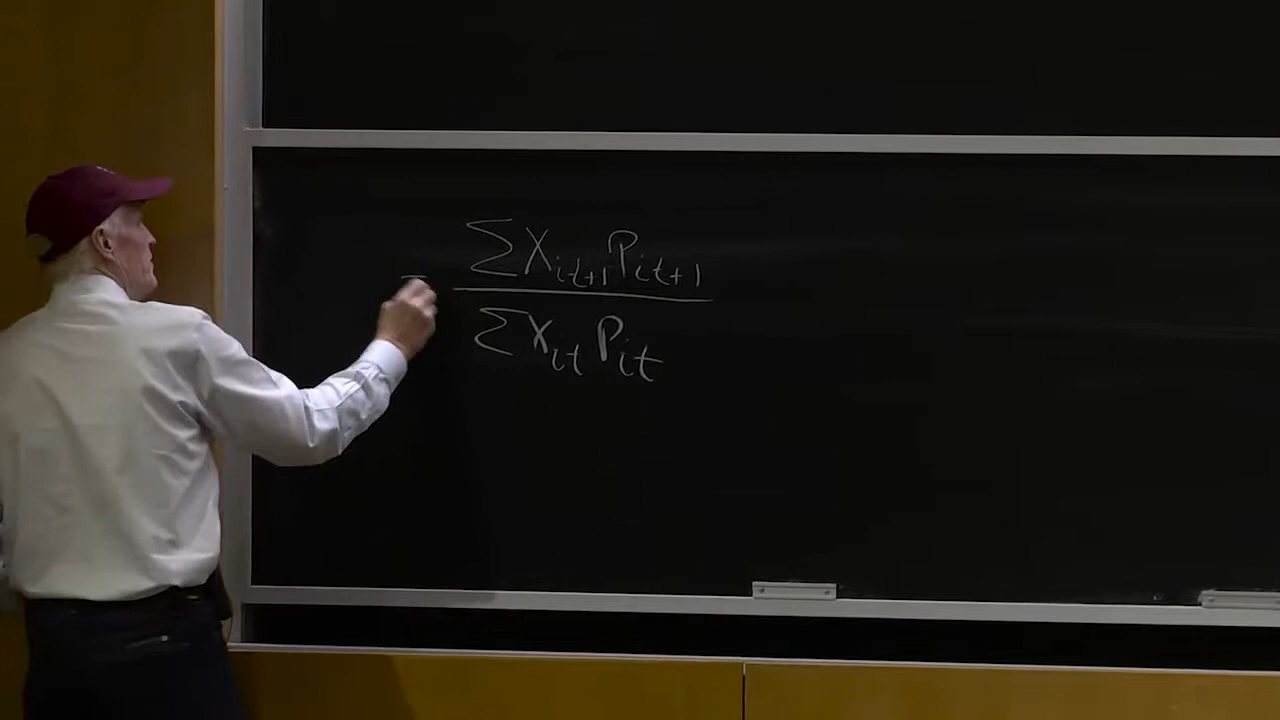 = ΣX_{it+1} P_{it+1}
ΣX_{it} P_{it}